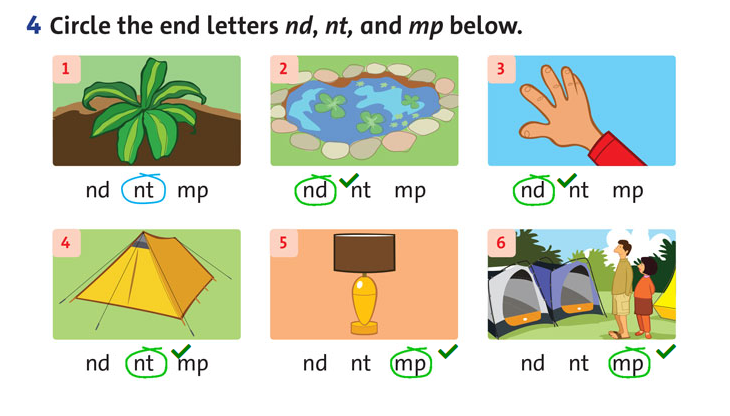 4 Circle the end letters nd, nt, and mp below.
1
2
3
nd nt mp
nd nt mp
nd nt mp
4
5
6
nd nt mp
nd nt mp
nd nt mp